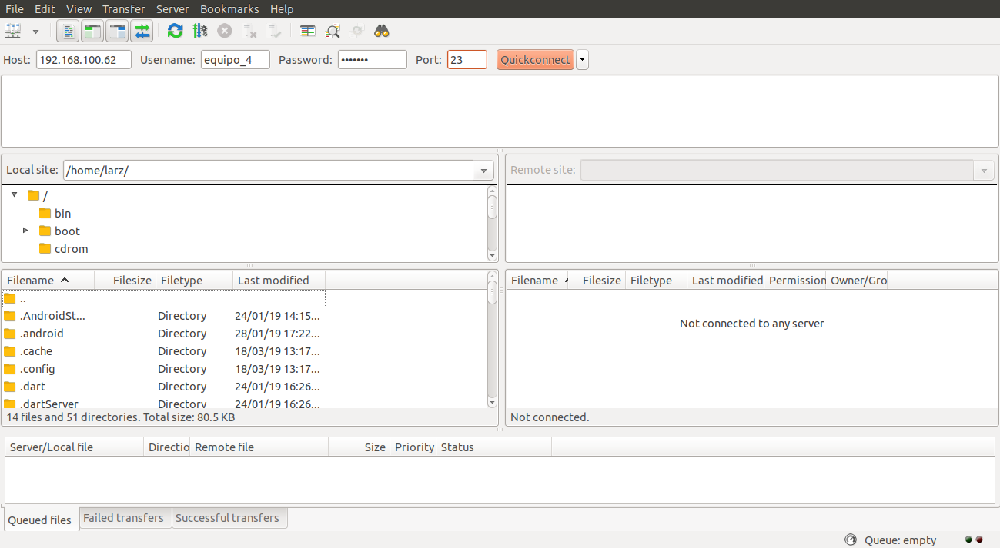 File Edit View Transfer Server Bookmarks Help
Host: 192.168.100.62 Username: equipo_4 Password: ••••••• Port: 23 Quickconnect
Local site: /home/larz/ Remote site:
/
bin
boot
cdrom
Filename Filesize Filetype Last modified Filename Filesize Filetype Last modified Permission Owner/Gro
..
.AndroidSt... Directory 24/01/19 14:15...
Not connected to any server
.android Directory 28/01/19 17:22...
.cache Directory 18/03/19 13:17...
.config Directory 18/03/19 13:17...
.dart Directory 24/01/19 16:26...
.dartServer Directory 24/01/19 16:26...
14 files and 51 directories. Total size: 80.5 KB Not connected.
Server/Local file Directio Remote file Size Priority Status
Queued files Failed transfers Successful transfers
Queue: empty